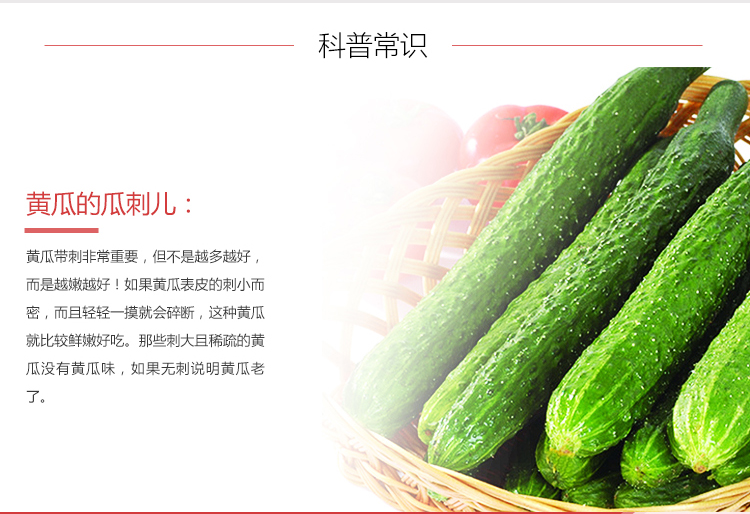 科普常识
黄瓜的瓜刺儿：
黄瓜带刺非常重要，但不是越多越好，
而是越嫩越好！如果黄瓜表皮的刺小而
密，而且轻轻一摸就会碎断，这种黄瓜
就比较鲜嫩好吃。那些刺大且稀疏的黄
瓜没有黄瓜味，如果无刺说明黄瓜老
了。